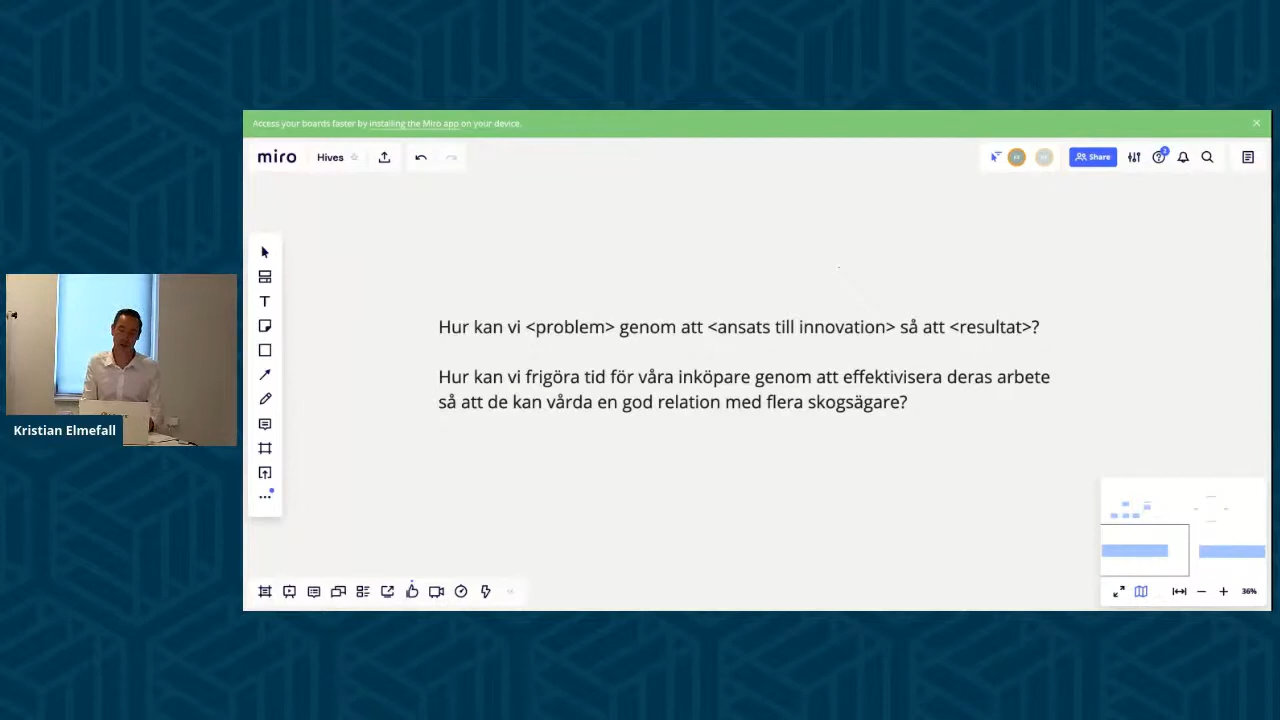 Access your boards faster by installing the Miro app on your device.
miro
Hives
Share
T
Hur kan vi <problem> genom att <ansats till innovation> så att <resultat>?
Hur kan vi frigöra tid för våra inköpare genom att effektivisera deras arbete
så att de kan vårda en god relation med flera skogsägare?
Kristian Elmefall
36%